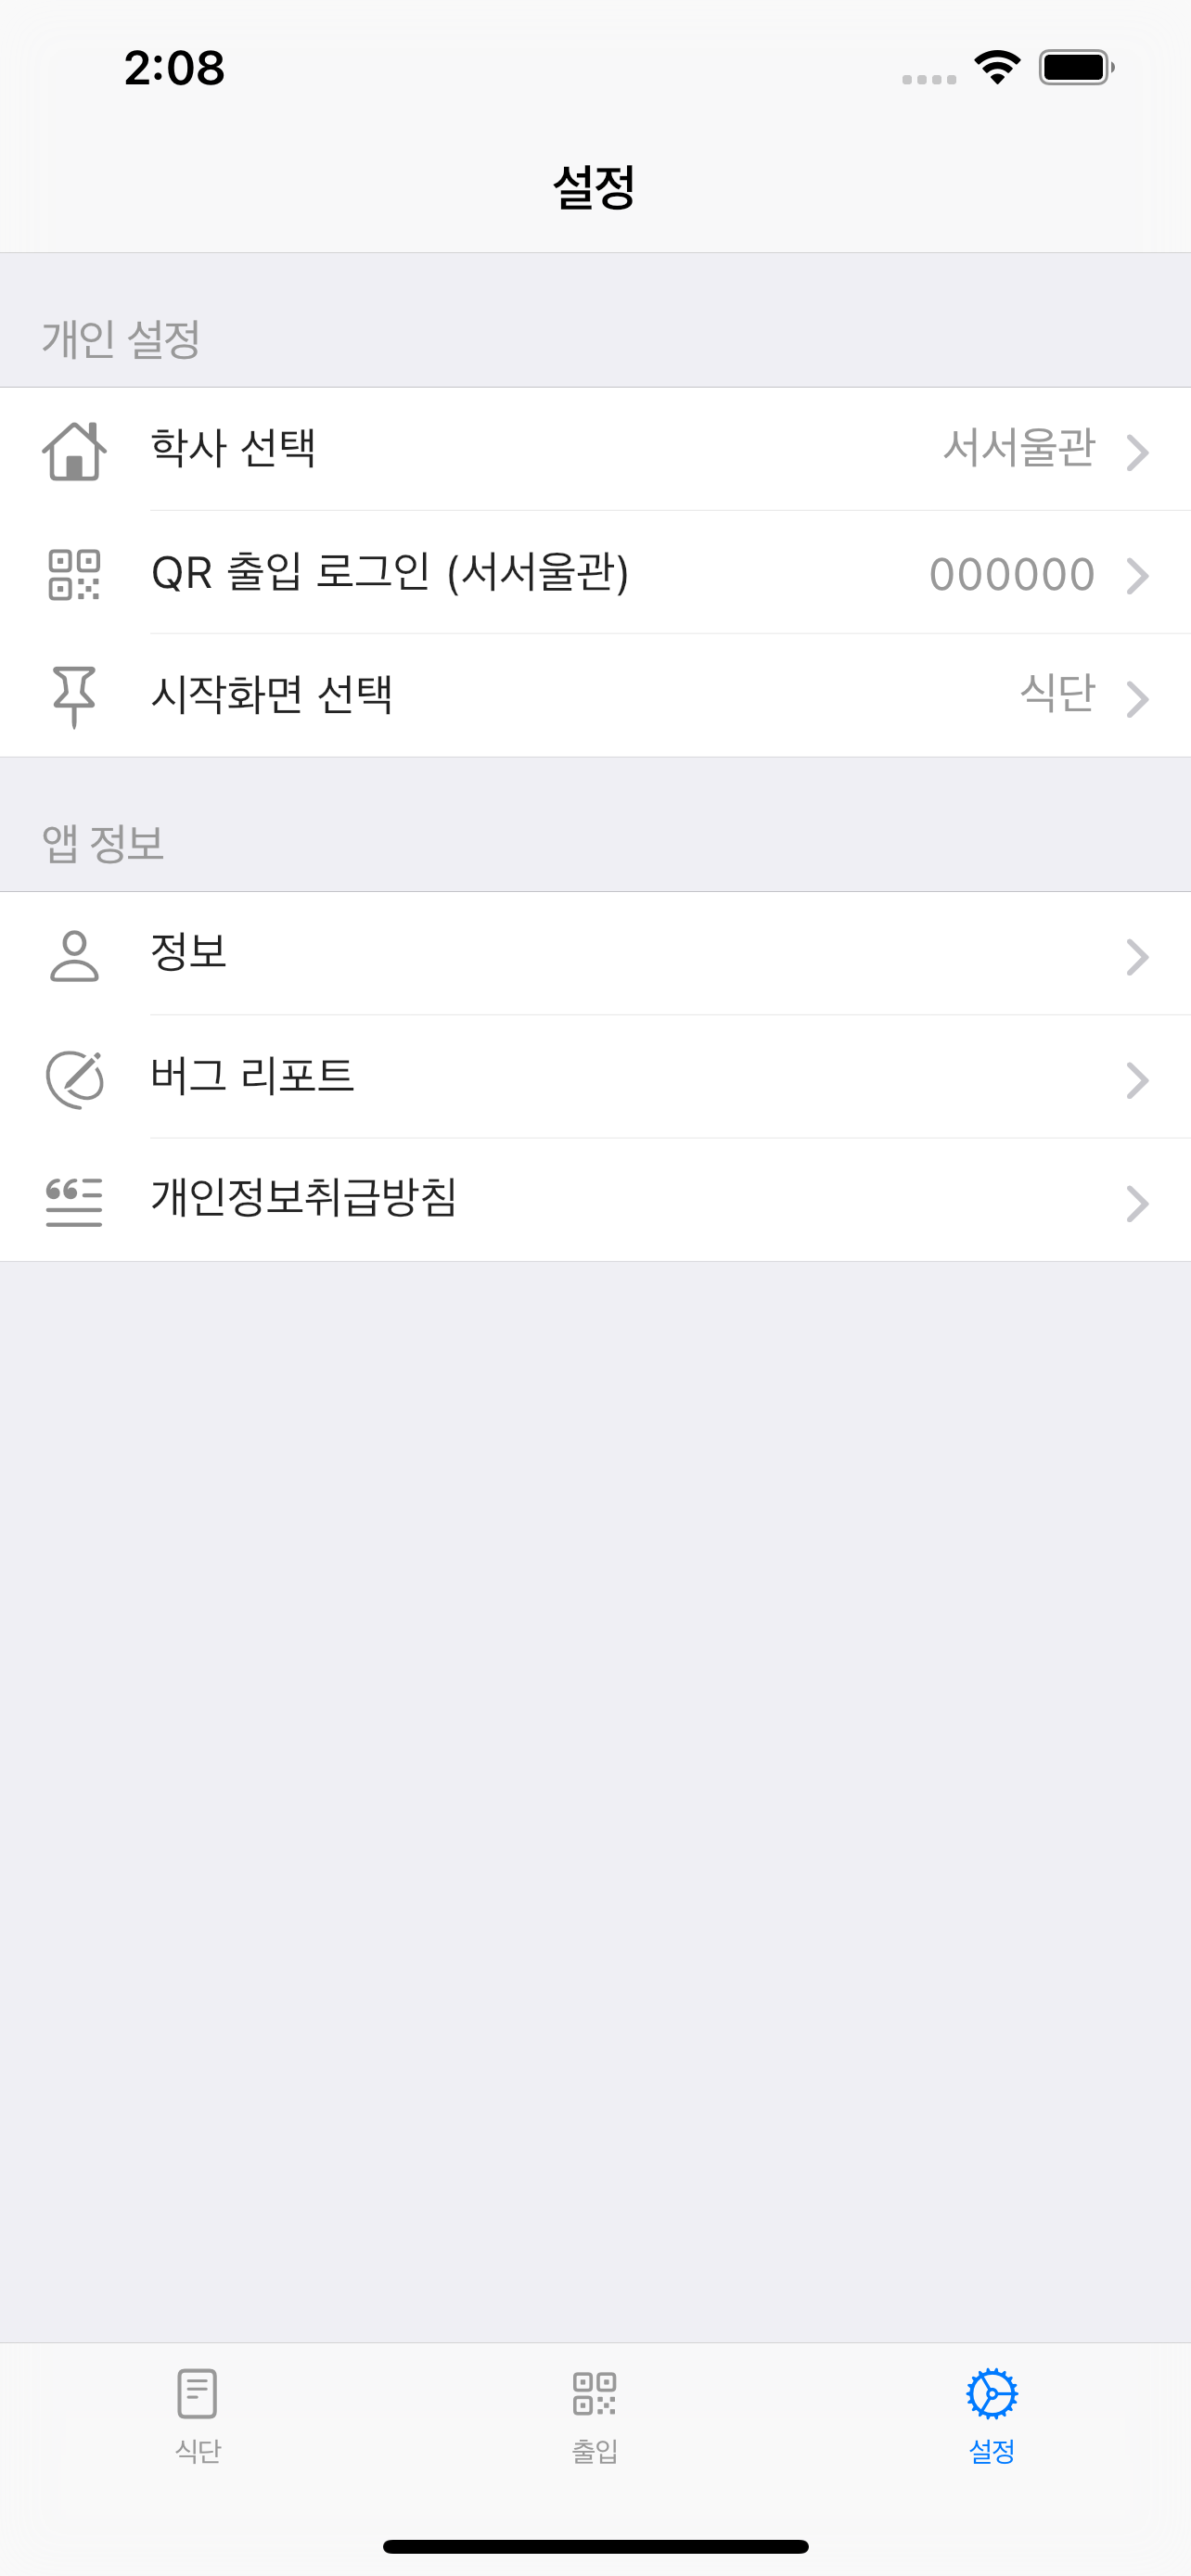 2:08
설정
개인 설정
학사 선택 서서울관
QR 출입 로그인 (서서울관) 000000
시작화면 선택 식단
앱 정보
정보
버그 리포트
개인정보취급방침
식단 출입 설정